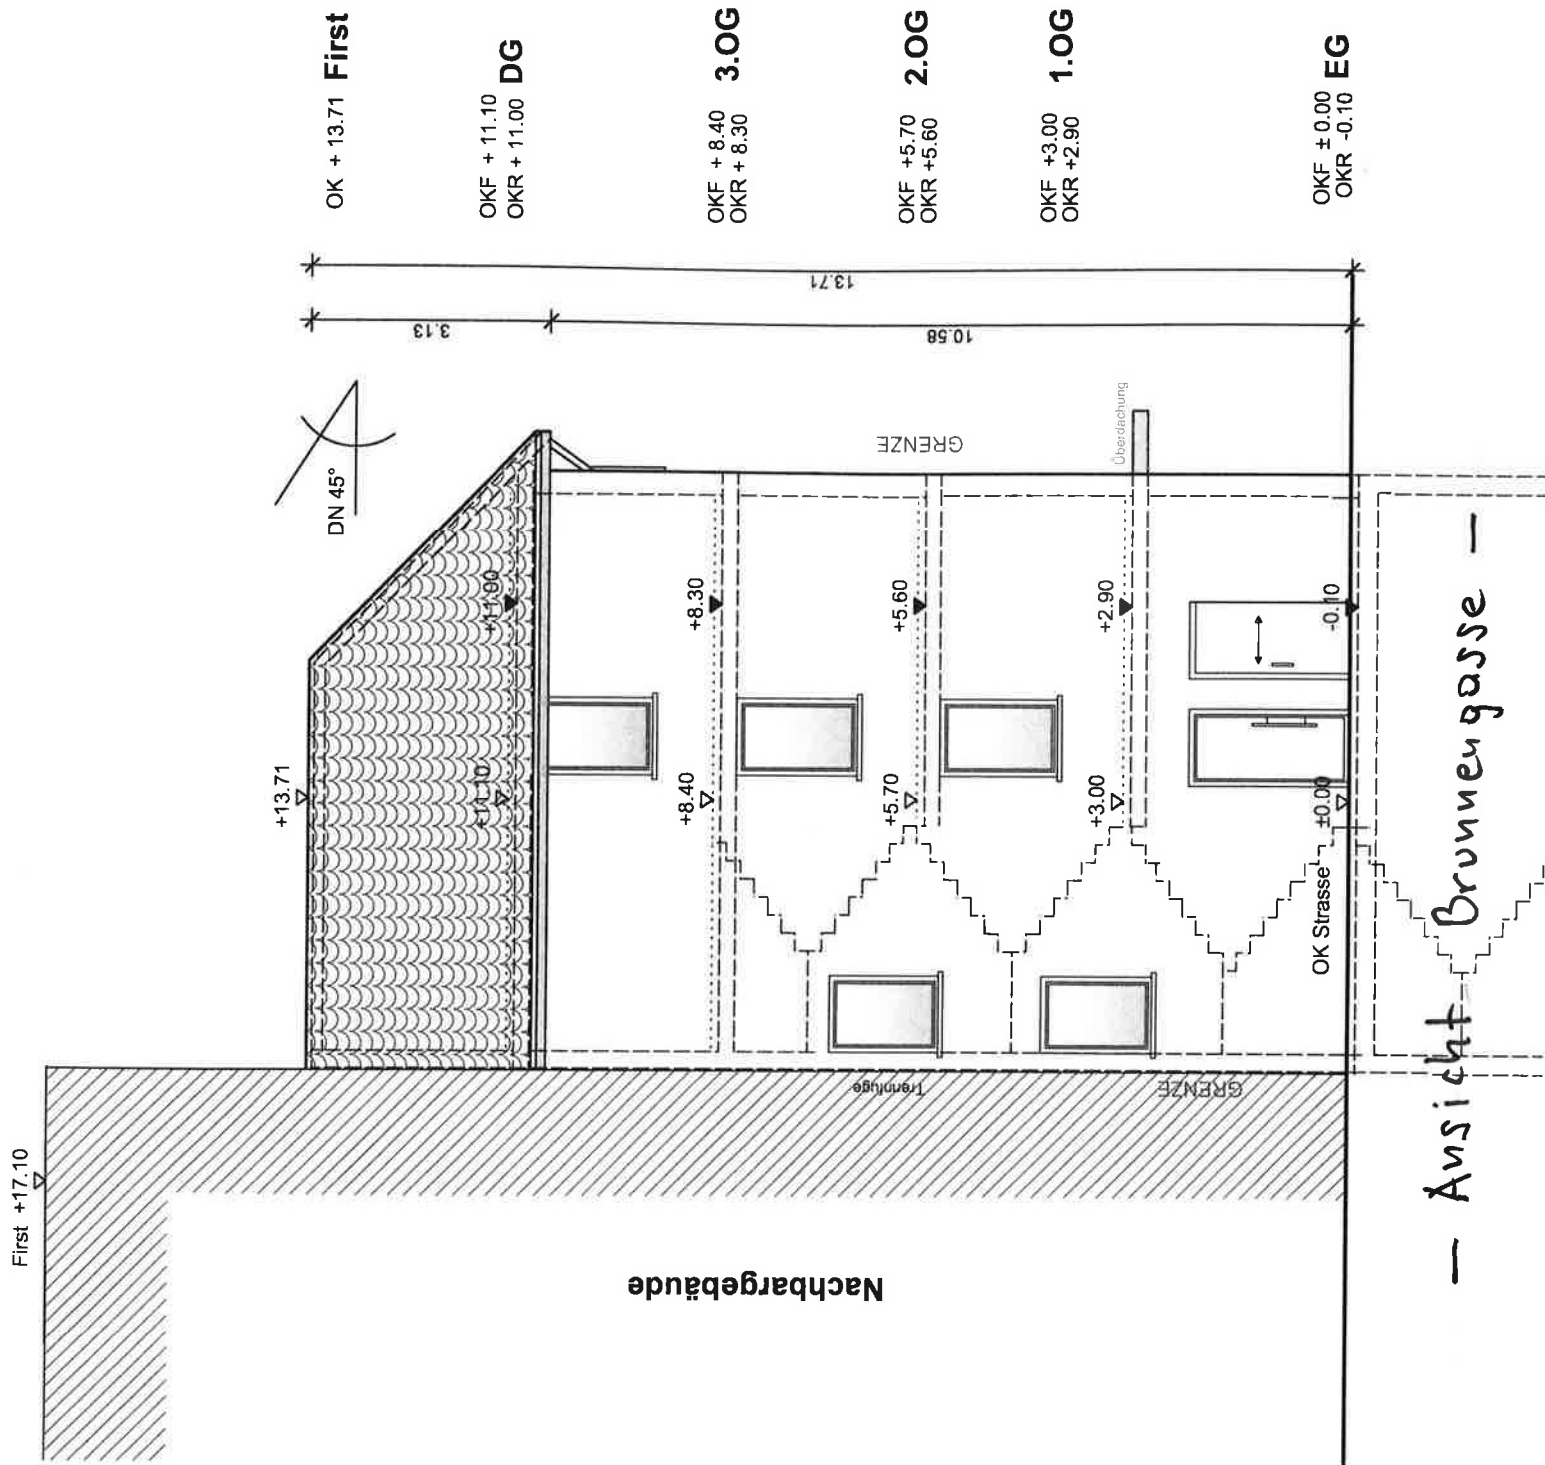 First +17.10
OK + 13.71 First
OKF + 11.10
OKR + 11.00 DG
OKF + 8.40
OKR + 8.30 3.OG
OKF +5.70
OKR +5.60 2.OG
OKF +3.00
OKR +2.90 1.OG
OKF ± 0.00
OKR -0.10 EG
13.71
3.13
10.58
DN 45°
GRENZE
Überdachung
+13.71
+11.10
+11.00
+8.40
+8.30
+5.70
+5.60
+3.00
+2.90
±0.00
-0.10
OK Strasse
Trennfuge
GRENZE
Nachbargebäude
— Ansicht Brunnengasse —